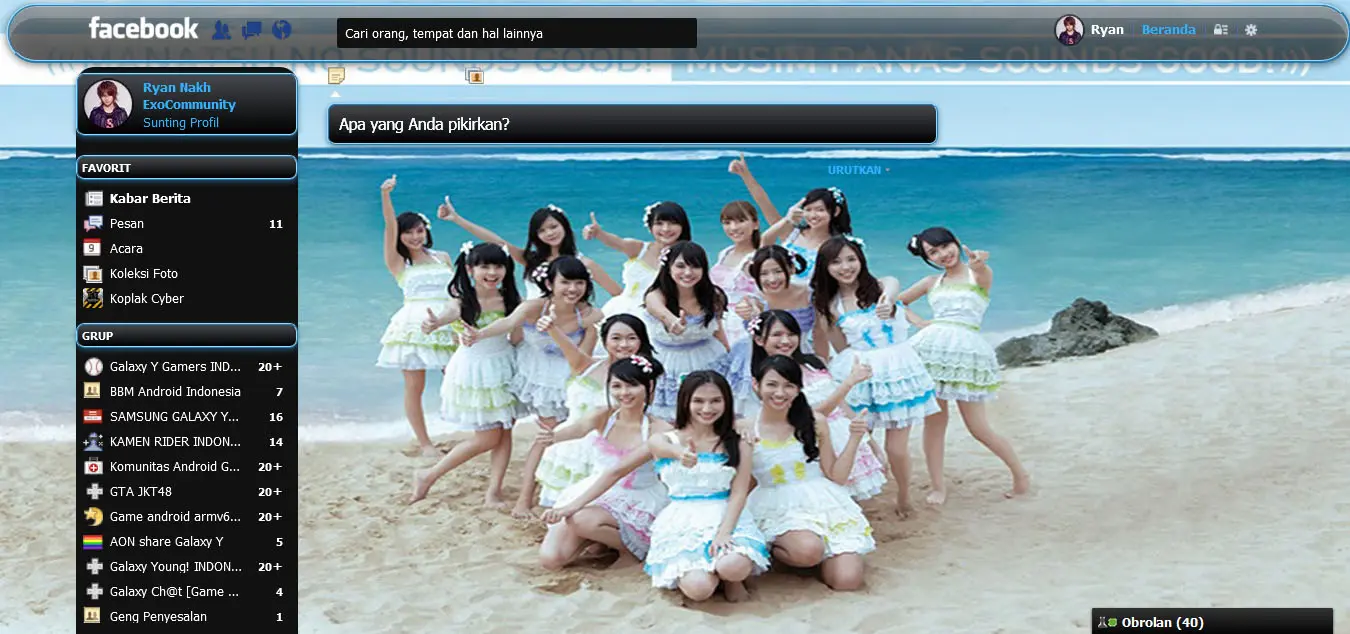 facebook
Cari orang, tempat dan hal lainnya
Ryan
Beranda
SOUNDS GOOD! MUSIM PANAS SOUNDS GOOD!)))
Ryan Nakh
ExoCommunity
Sunting Profil
Apa yang Anda pikirkan?
URUTKAN
FAVORIT
Kabar Berita
Pesan 11
9 Acara
Koleksi Foto
Koplak Cyber
GRUP
Galaxy Y Gamers IND... 20+
BBM Android Indonesia 7
SAMSUNG GALAXY Y... 16
KAMEN RIDER INDON... 14
Komunitas Android G... 20+
GTA JKT48 20+
Game android armv6... 20+
AON share Galaxy Y 5
Galaxy Young! INDON... 20+
Galaxy Ch@t [Game ... 4
Geng Penyesalan 1
Obrolan (40)